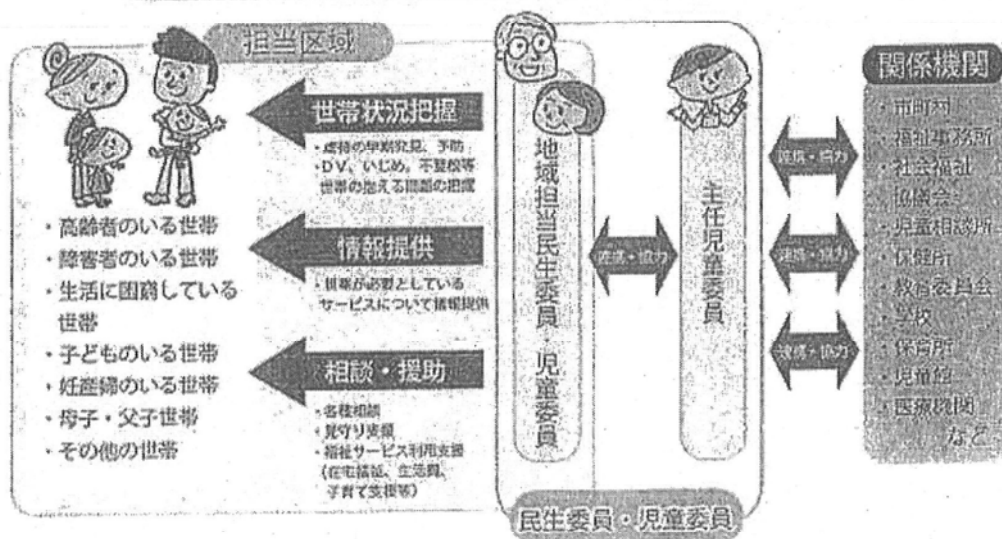 担当区域
・高齢者のいる世帯
・障害者のいる世帯
・生活に困窮している
世帯
・子どものいる世帯
・妊産婦のいる世帯
・母子・父子世帯
・その他の世帯
世帯状況把握
・虐待の早期発見、予防
・DV、いじめ、不登校等
世帯の抱える問題の把握
情報提供
・世帯が必要としている
サービスについて情報提供
相談・援助
・各種相談
・見守り支援
・福祉サービス利用支援
(在宅福祉、生活費、
子育て支援等)
地域担当民生委員・児童委員
連携・協力
主任児童委員
民生委員・児童委員
連携・協力
連携・協力
連携・協力
関係機関
・市町村
・福祉事務所
・社会福祉
協議会
・児童相談所
・保健所
・教育委員会
・学校
・保育所
・児童館
・医療機関
など